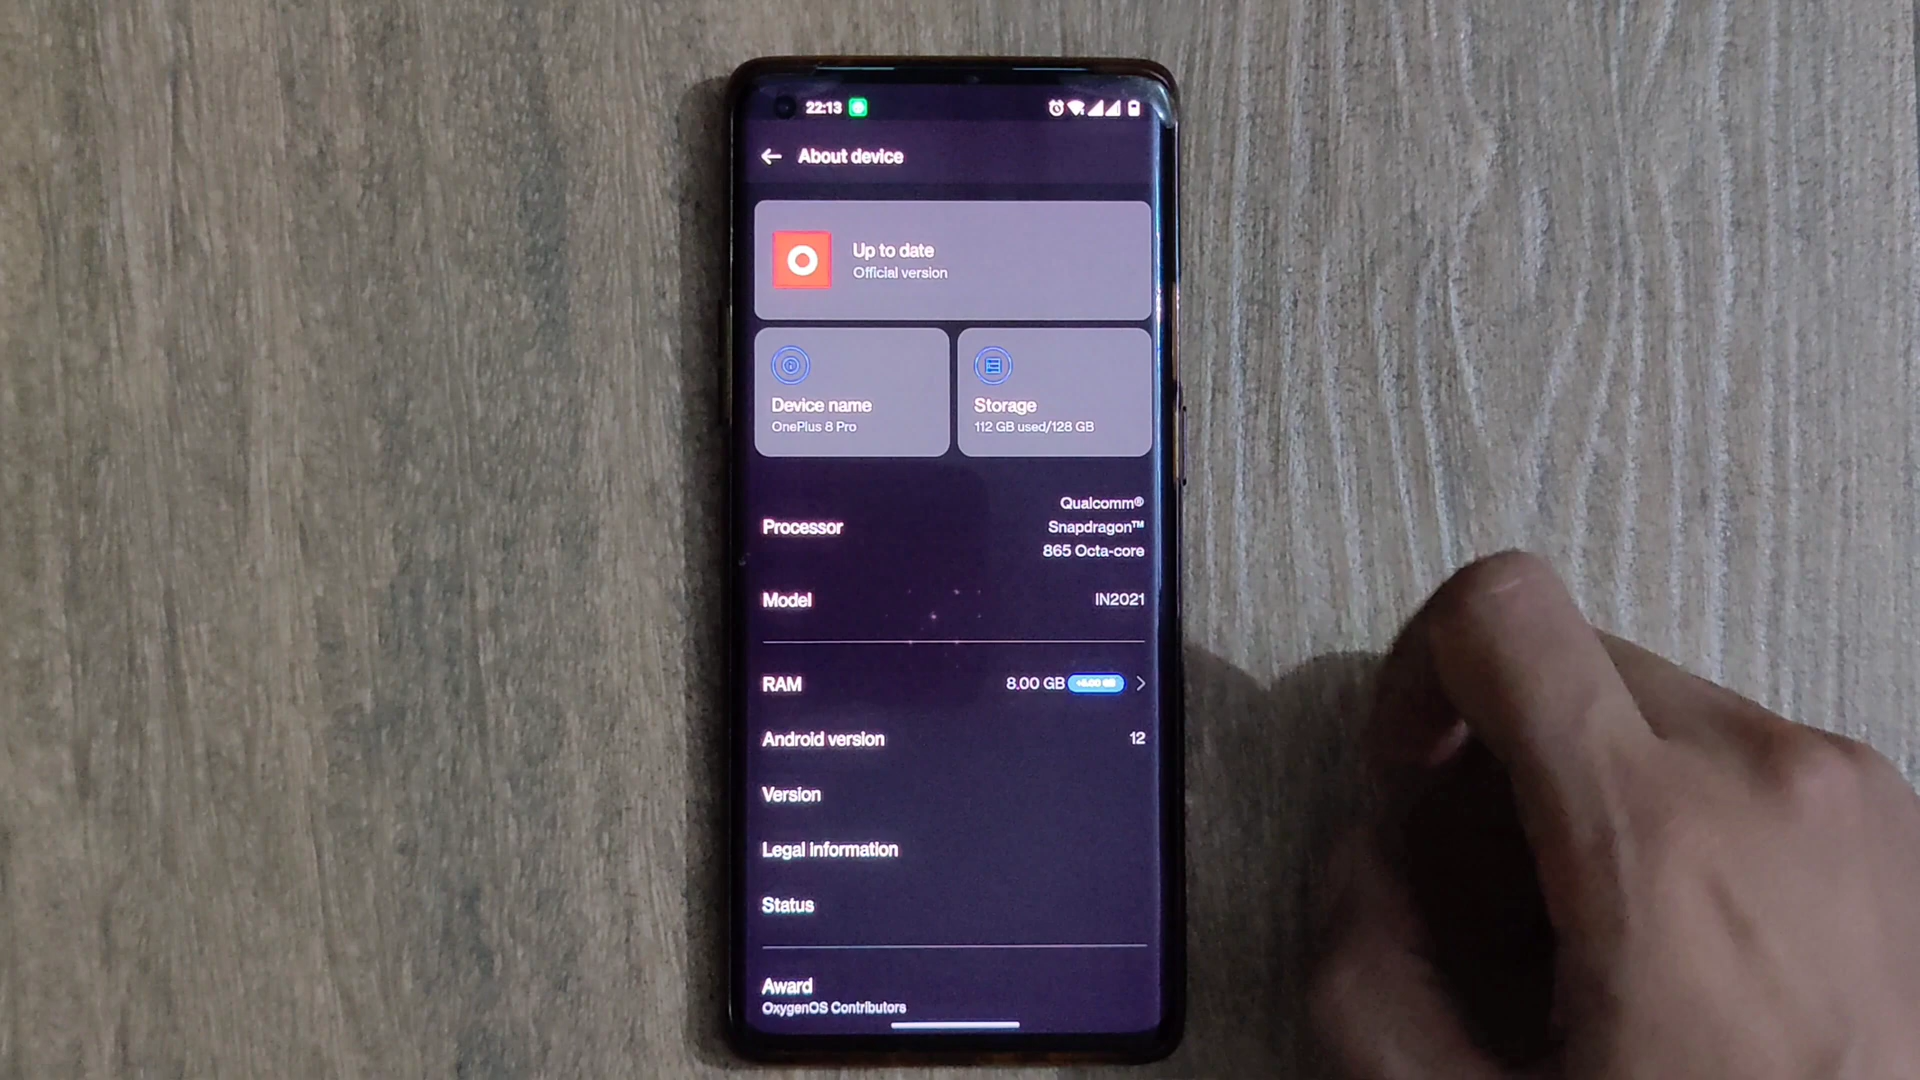 22:13
About device
Up to date
Official version
Device name
OnePlus 8 Pro
Storage
112 GB used/128 GB
Processor
Qualcomm®
Snapdragon™
865 Octa-core
Model
IN2021
RAM
8.00 GB
Android version
12
Version
Legal information
Status
Award
OxygenOS Contributors